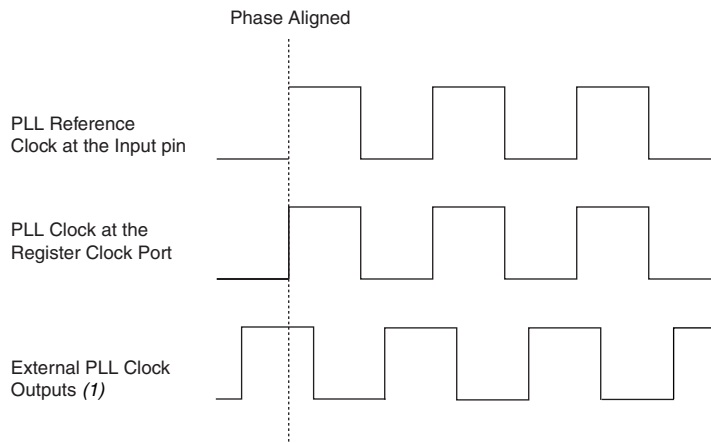 Phase Aligned
PLL Reference
Clock at the Input pin
PLL Clock at the
Register Clock Port
External PLL Clock
Outputs (1)